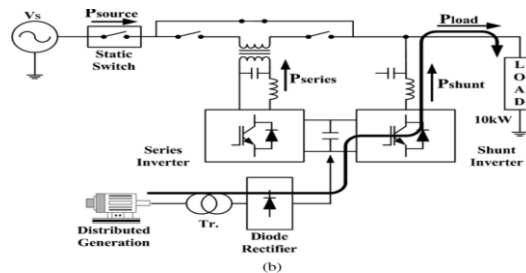 Vs
Psource
Static
Switch
Pload
Pseries
Pshunt
LOAD
10kW
Series
Inverter
Shunt
Inverter
Distributed
Generation
Tr.
Diode
Rectifier
(b)